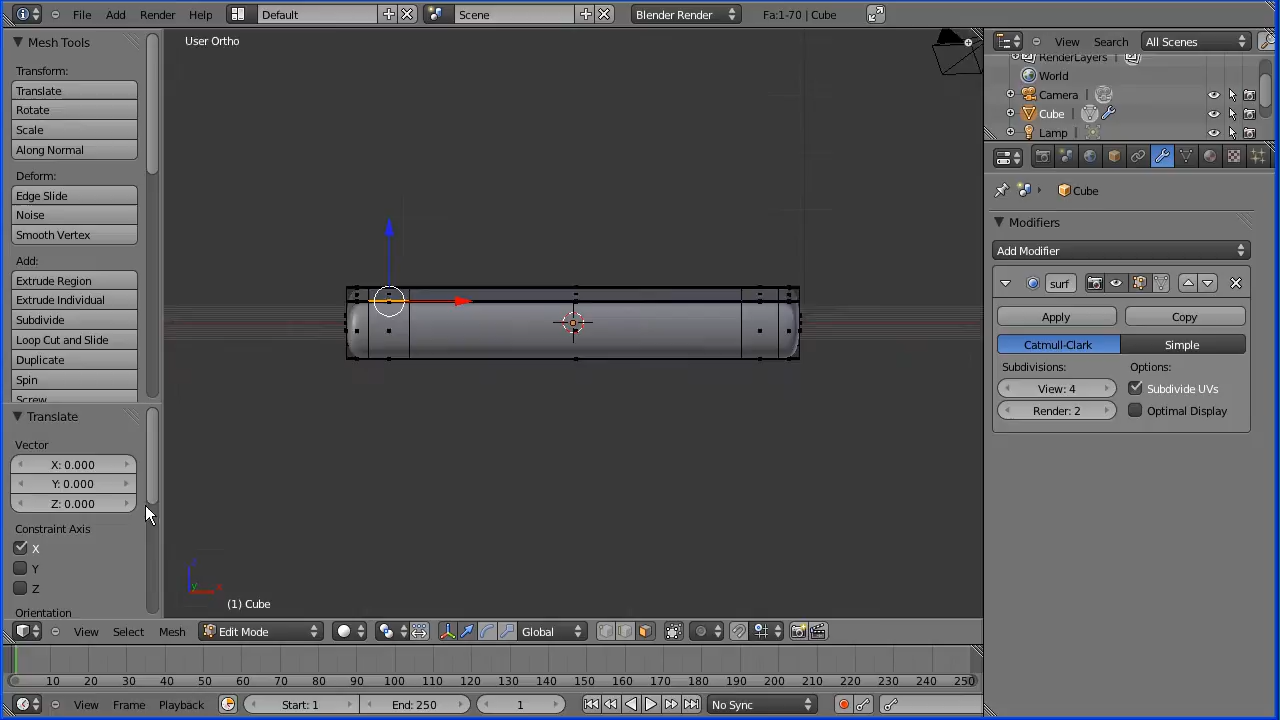 File Add Render Help Default Scene Blender Render Fa:1-70 | Cube
Mesh Tools
User Ortho
View Search All Scenes
RenderLayers
World
Camera
Cube
Lamp
Transform:
Translate
Rotate
Scale
Along Normal
Deform:
Edge Slide
Noise
Smooth Vertex
Add:
Extrude Region
Extrude Individual
Subdivide
Loop Cut and Slide
Duplicate
Spin
Screw
Translate
Vector
X: 0.000
Y: 0.000
Z: 0.000
Constraint Axis
X
Y
Z
Orientation
(1) Cube
Cube
Modifiers
Add Modifier
surf
Apply Copy
Catmull-Clark Simple
Subdivisions: Options:
View: 4 Subdivide UVs
Render: 2 Optimal Display
View Select Mesh Edit Mode Global
10 20 30 40 50 60 70 80 90 100 110 120 130 140 150 160 170 180 190 200 210 220 230 240 250
View Frame Playback Start: 1 End: 250 1 No Sync